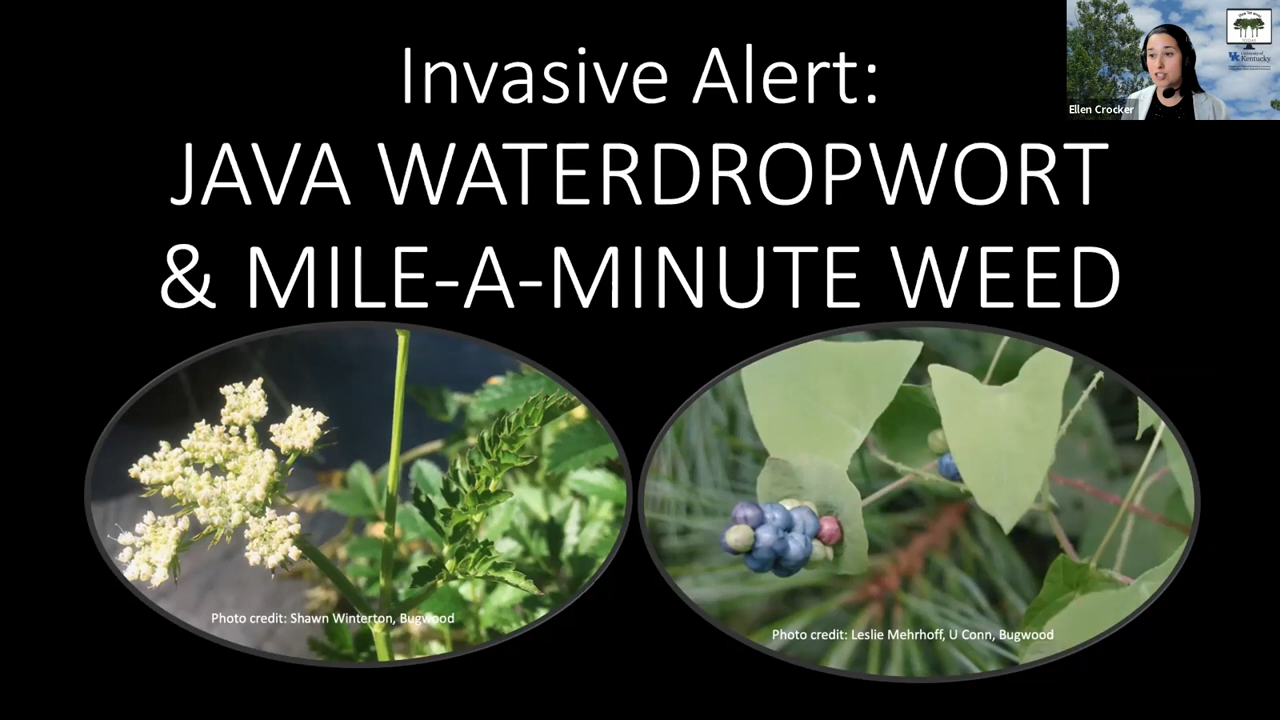 Invasive Alert:
JAVA WATERDROPWORT
& MILE-A-MINUTE WEED
Ellen Crocker
Kentucky
Photo credit: Shawn Winterton, Bugwood
Photo credit: Leslie Mehrhoff, U Conn, Bugwood